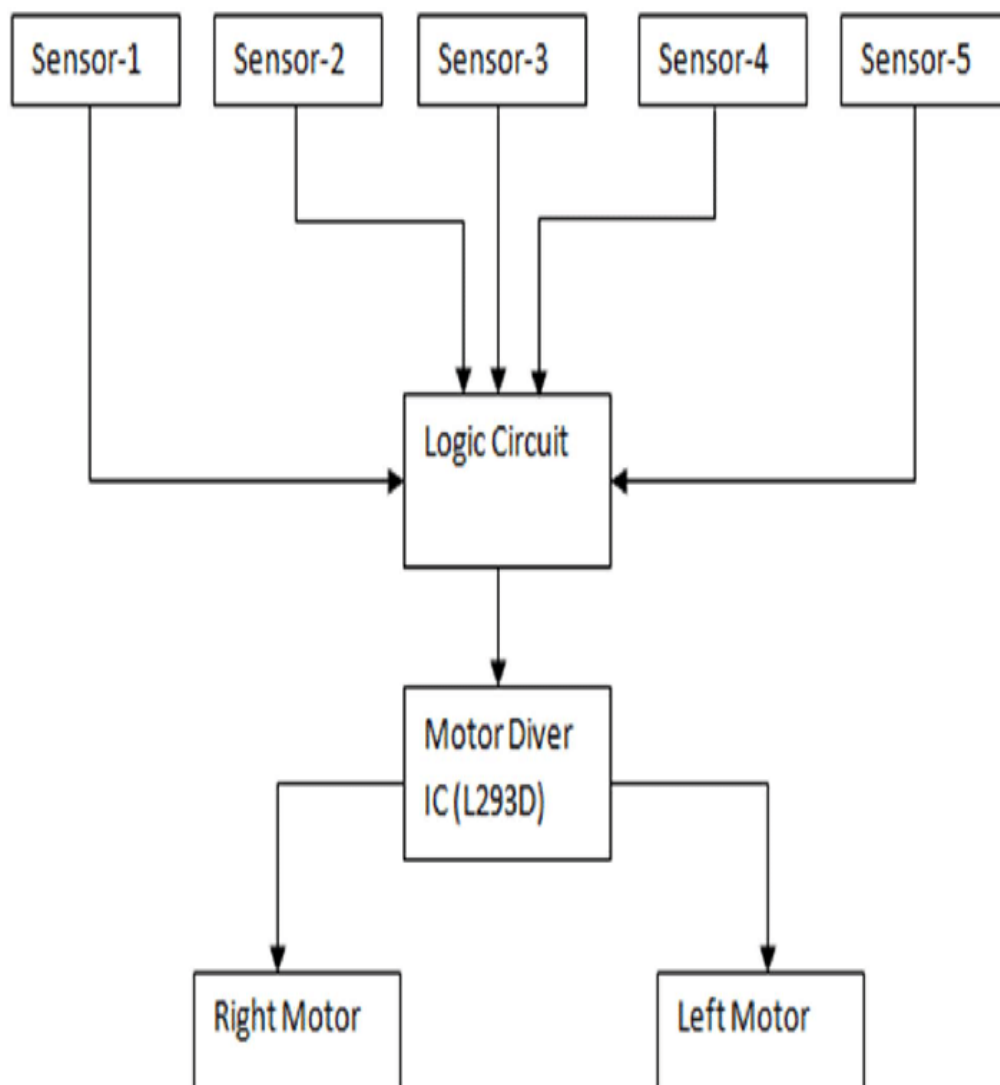 Sensor-1
Sensor-2
Sensor-3
Sensor-4
Sensor-5
Logic Circuit
Motor Diver
IC (L293D)
Right Motor
Left Motor